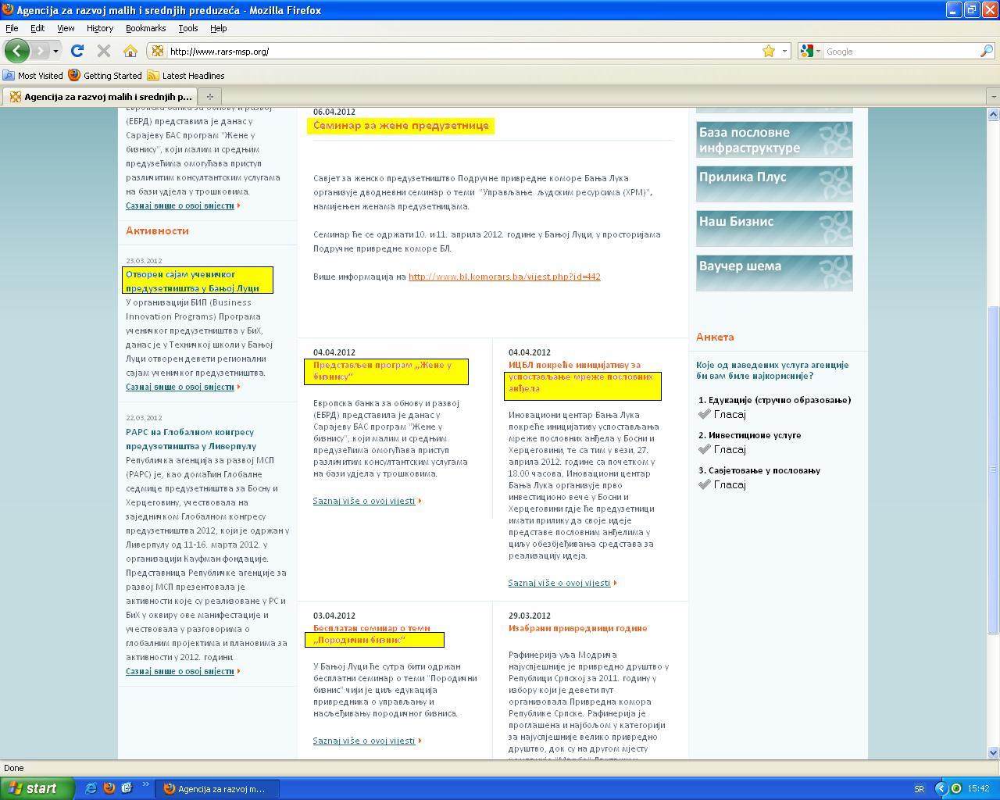 Agencija za razvoj malih i srednjih preduzeća - Mozilla Firefox
File Edit View History Bookmarks Tools Help
http://www.rars-msp.org/
Google
Most Visited Getting Started Latest Headlines
Agencija za razvoj malih i srednjih p...
Европска банка за обнову и развој
(ЕБРД) представила је данас у
Сарајеву БАС програм "Жене у
бизнису", који малим и средњим
предузећима омогућава приступ
различитим консултантским услугама
на бази удјела у трошковима.
Сазнај више о овој вијести
Активности
23.03.2012
Отворен сајам ученичког
предузетништва у Бањој Луци
У организацији БИП (Business
Innovation Programs) Програма
ученичког предузетништва у БиХ,
данас је у Техничкој школи у Бањој
Луци отворен девети регионални
сајам ученичког предузетништва.
Сазнај више о овој вијести
22.03.2012
РАРС на Глобалном конгресу
предузетништва у Ливерпулу
Републичка агенција за развој МСП
(РАРС) је, као домаћин Глобалне
седмице предузетништва за Босну и
Херцеговину, учествовала на
заједничком Глобалном конгресу
предузетништва 2012, који је одржан у
Ливерпулу од 11-16. марта 2012. у
организацији Кауфман фондације.
Представница Републичке агенције за
развој МСП презентовала је
активности које су реализоване у РС и
БиХ у оквиру ове манифестације и
учествовала у разговорима о
глобалним пројектима и плановима за
активности у 2012. години.
Сазнај више о овој вијести
06.04.2012
Семинар за жене предузетнице
Савјет за женско предузетништво Подручне привредне коморе Бања Лука
организује дводневни семинар о теми "Управљање људским ресурсима (ХРМ)",
намијењен женама предузетницама.
Семинар ће се одржати 10. и 11. априла 2012. године у Бањој Луци, у просторијама
Подручне привредне коморе БЛ.
Више информација на http://www.bl.komorars.ba/vijest.php?id=442
04.04.2012
Представљен програм „Жене у
бизнису“
Европска банка за обнову и развој
(ЕБРД) представила је данас у
Сарајеву БАС програм "Жене у
бизнису", који малим и средњим
предузећима омогућава приступ
различитим консултантским услугама
на бази удјела у трошковима.
Saznaj više o ovoj vijesti
04.04.2012
ИЦБЛ покреће иницијативу за
успостављање мреже пословних
анђела
Иновациони центар Бања Лука
покреће иницијативу успостављања
мреже пословних анђела у Босни и
Херцеговини, те са тим у вези, 27.
априла 2012. године са почетком у
18.00 часова, Иновациони центар
Бања Лука организује прво
инвестиционо вече у Босни и
Херцеговини гдје ће предузетници
имати прилику да своје идеје
представе пословним анђелима у
циљу обезбјеђивања средстава за
реализацију идеја.
Saznaj više o ovoj vijesti
03.04.2012
Бесплатан семинар о теми
„Породични бизнис“
У Бањој Луци ће сутра бити одржан
бесплатни семинар о теми "Породични
бизнис" чији је циљ едукација
привредника о управљању и
насљеђивању породичног бизниса.
Saznaj više o ovoj vijesti
29.03.2012
Изабрани привредници године
Рафинерија уља Модрича
најуспјешније је привредно друштво у
Републици Српској за 2011. годину у
избору који је девети пут
организовала Привредна комора
Републике Српске. Рафинерија је
проглашена и најбољом у категорији
за најуспјешније велико привредно
друштво, док су на другом мјесту
База пословне
инфраструктуре
Прилика Плус
Наш Бизнис
Ваучер шема
Анкета
Које од наведених услуга агенције
би вам биле најкорисније?
1. Едукације (стручно образовање)
Гласај
2. Инвестиционе услуге
Гласај
3. Савјетовање у пословању
Гласај
Done
start
Agencija za razvoj m...
SR
15:42